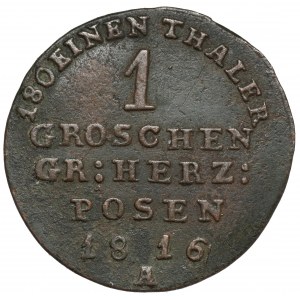 180 EINEN THALER
1
GROSCHEN
GR: HERZ:
POSEN
1816
A